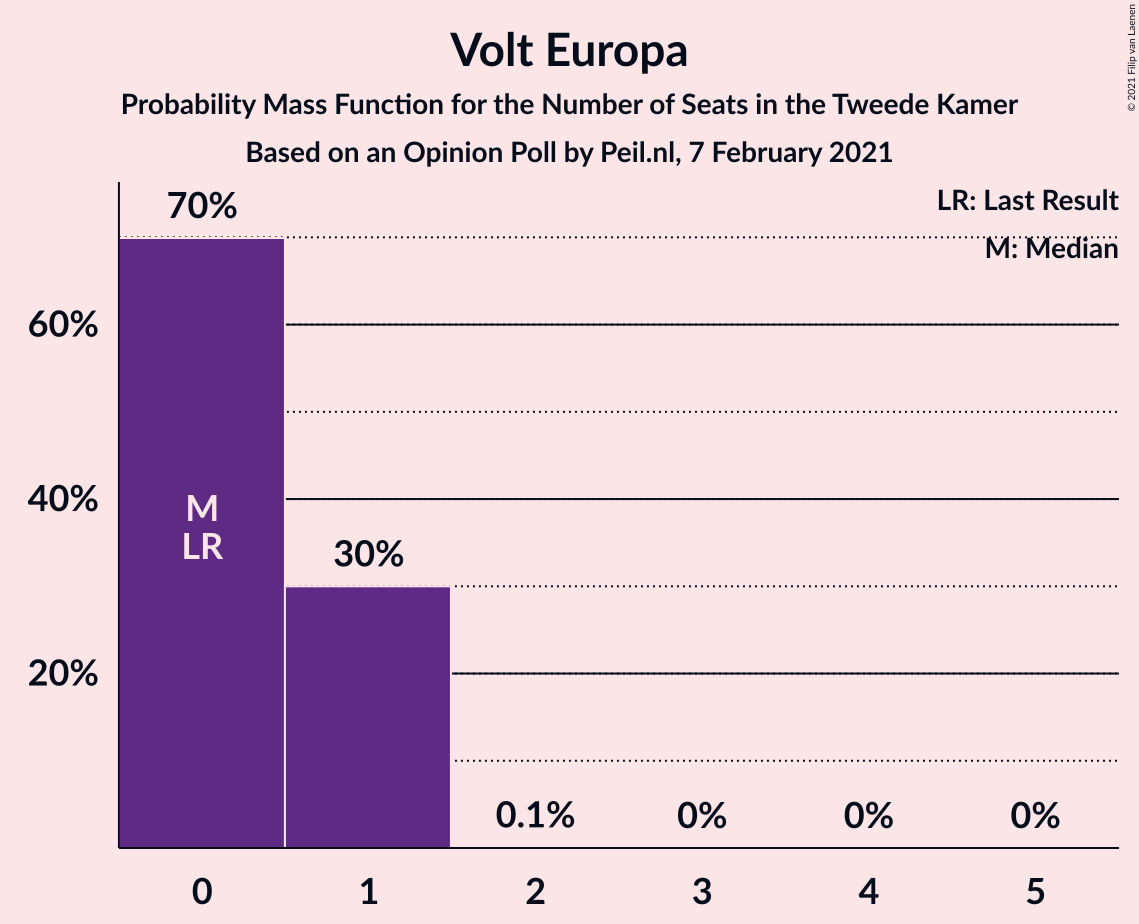 Volt Europa
Probability Mass Function for the Number of Seats in the Tweede Kamer
Based on an Opinion Poll by Peil.nl, 7 February 2021
© 2021 Filip van Laenen
LR: Last Result
M: Median
70%
60%
40%
20%
M
LR
30%
0.1%
0%
0%
0%
0
1
2
3
4
5